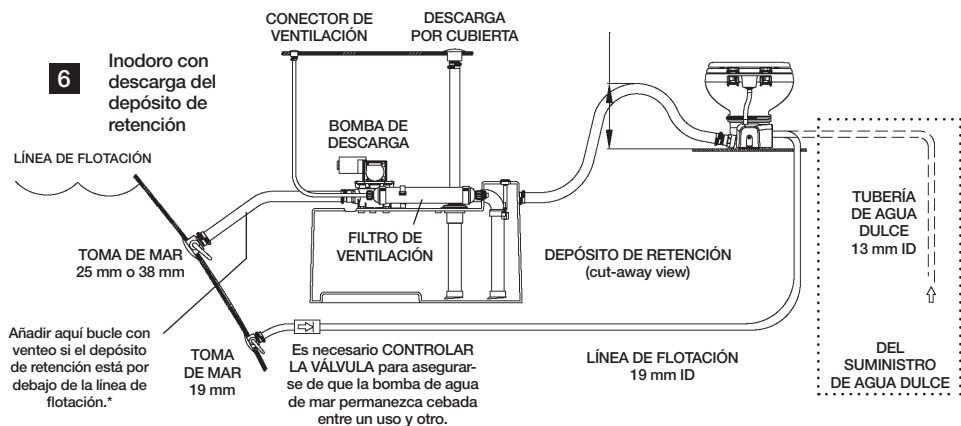 6
Inodoro con
descarga del
depósito de
retención
CONECTOR DE
VENTILACIÓN
DESCARGA
POR CUBIERTA
BOMBA DE
DESCARGA
LÍNEA DE FLOTACIÓN
TOMA DE MAR
25 mm o 38 mm
FILTRO DE
VENTILACIÓN
DEPÓSITO DE RETENCIÓN
(cut-away view)
TUBERÍA
DE AGUA
DULCE
13 mm ID
Añadir aquí bucle con
venteo si el depósito
de retención está por
debajo de la línea de
flotación.*
TOMA
DE MAR
19 mm
Es necesario CONTROLAR
LA VÁLVULA para asegurar-
se de que la bomba de agua
de mar permanezca cebada
entre un uso y otro.
LÍNEA DE FLOTACIÓN
19 mm ID
DEL
SUMINISTRO
DE AGUA DULCE